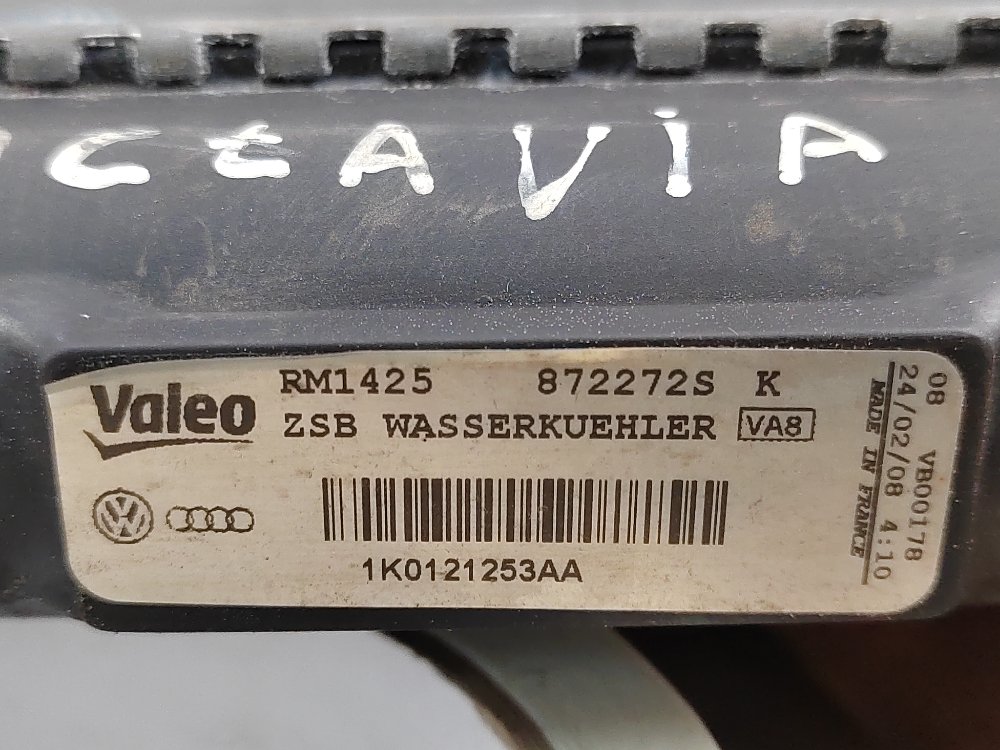 CtAViA
Valeo
RM1425 872272S K
ZSB WASSERKUEHLER VA8
1K0121253AA
08 VB00178
24/02/08 4:10
MADE IN FRANCE